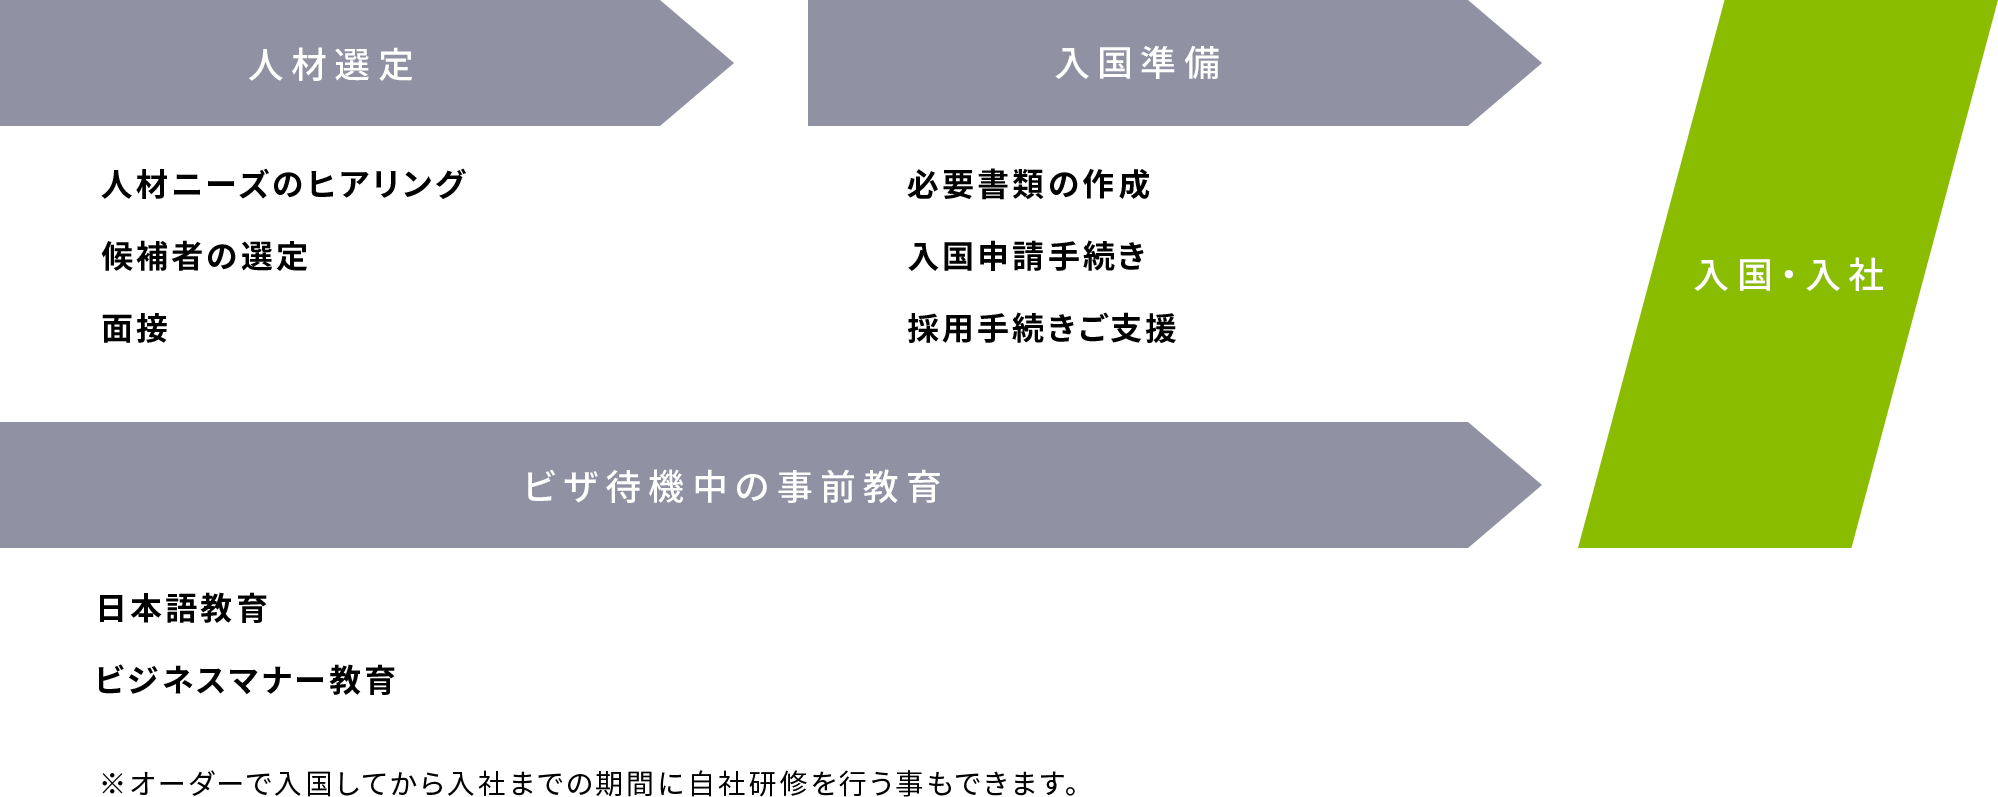 人材選定
人材ニーズのヒアリング
候補者の選定
面接
入国準備
必要書類の作成
入国申請手続き
採用手続きご支援
ビザ待機中の事前教育
日本語教育
ビジネスマナー教育
入国・入社
※オーダーで入国してから入社までの期間に自社研修を行う事もできます。